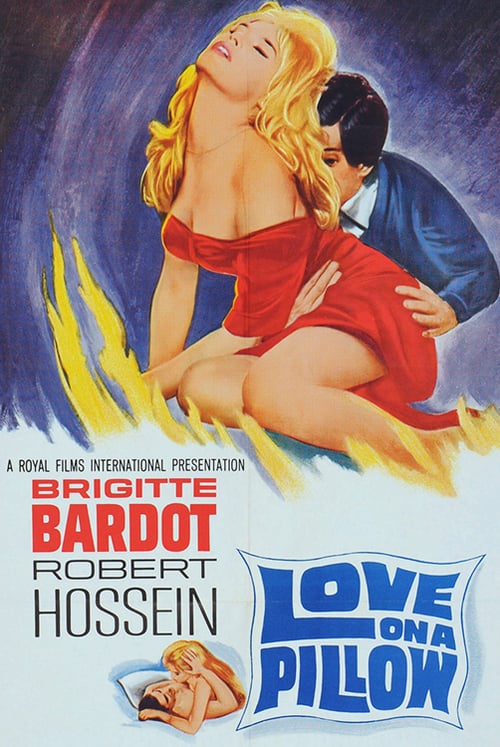 A ROYAL FILMS INTERNATIONAL PRESENTATION
BRIGITTE
BARDOT
ROBERT
HOSSEIN
LOVE
ON A
PILLOW